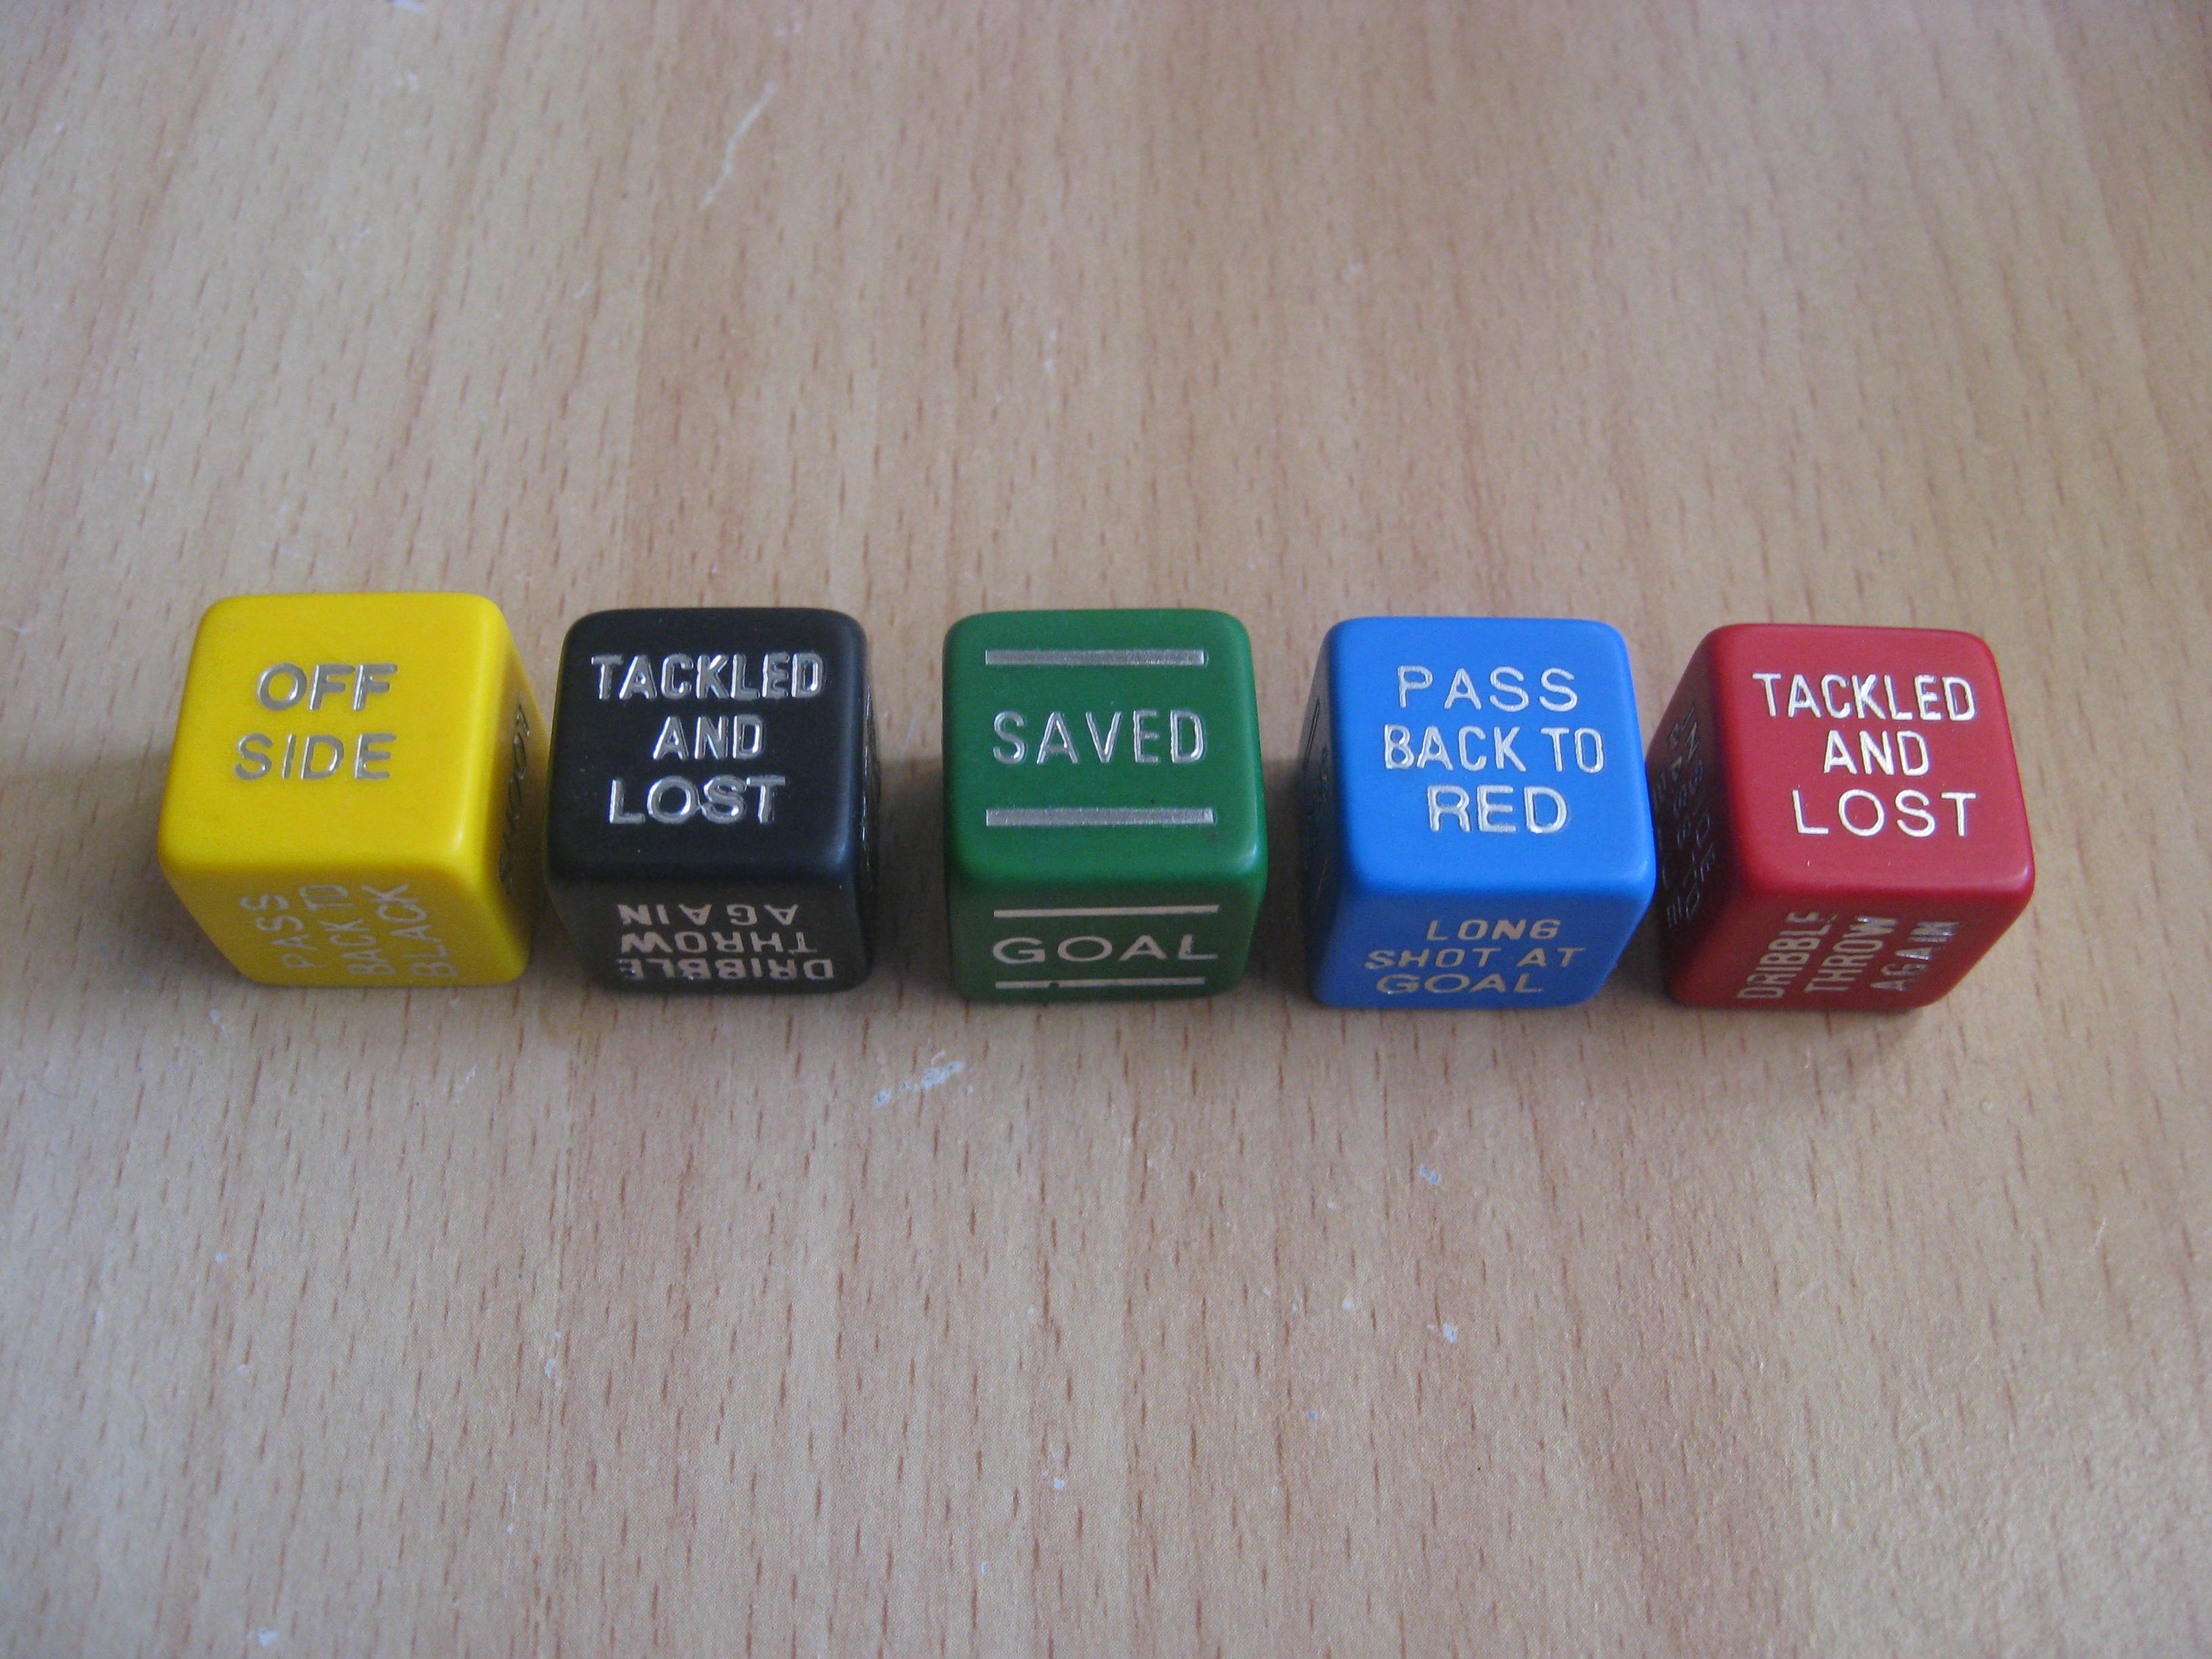 OFF
SIDE
PASS
BACK TO
BLACK
SHOOT
TACKLED
AND
LOST
DRIBBLE
THROW
AGAIN
SAVED
GOAL
PASS
BACK TO
RED
LONG
SHOT AT
GOAL
TACKLED
AND
LOST
DRIBBLE
THROW
AGAIN